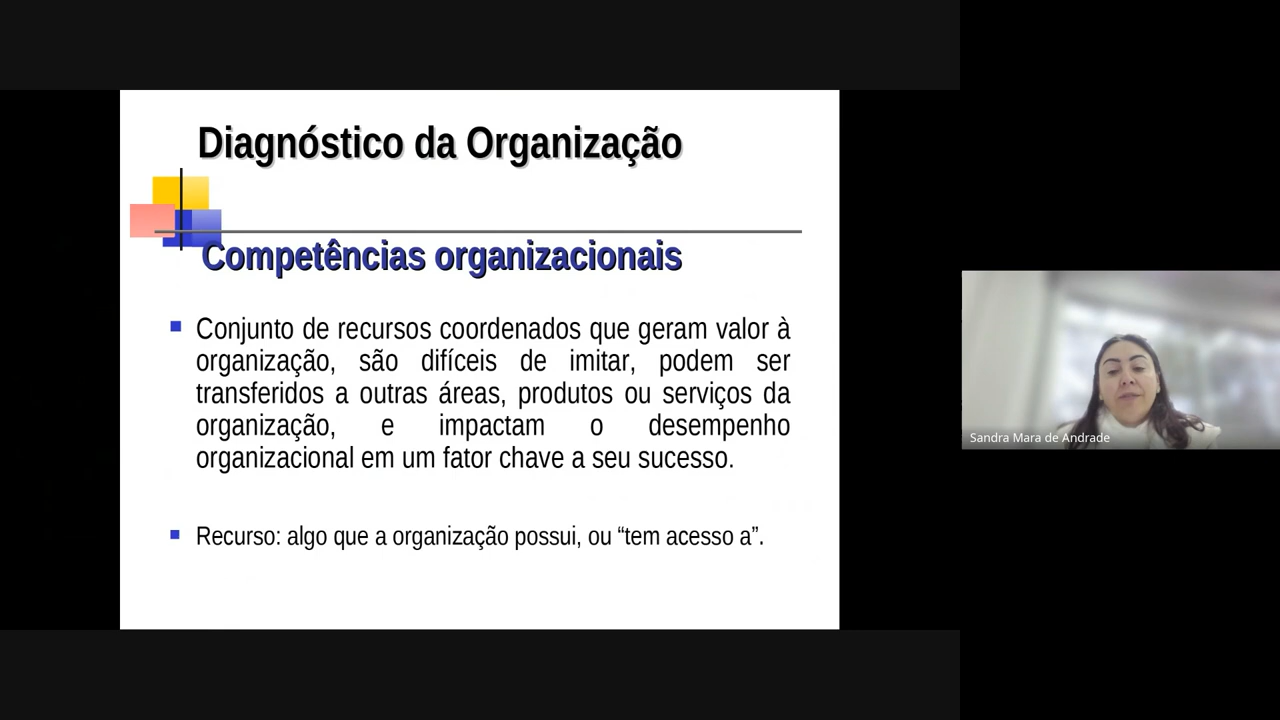 Diagnóstico da Organização
Competências organizacionais
Conjunto de recursos coordenados que geram valor à
organização, são difíceis de imitar, podem ser
transferidos a outras áreas, produtos ou serviços da
organização, e impactam o desempenho
organizacional em um fator chave a seu sucesso.
Recurso: algo que a organização possui, ou “tem acesso a”.
Sandra Mara de Andrade